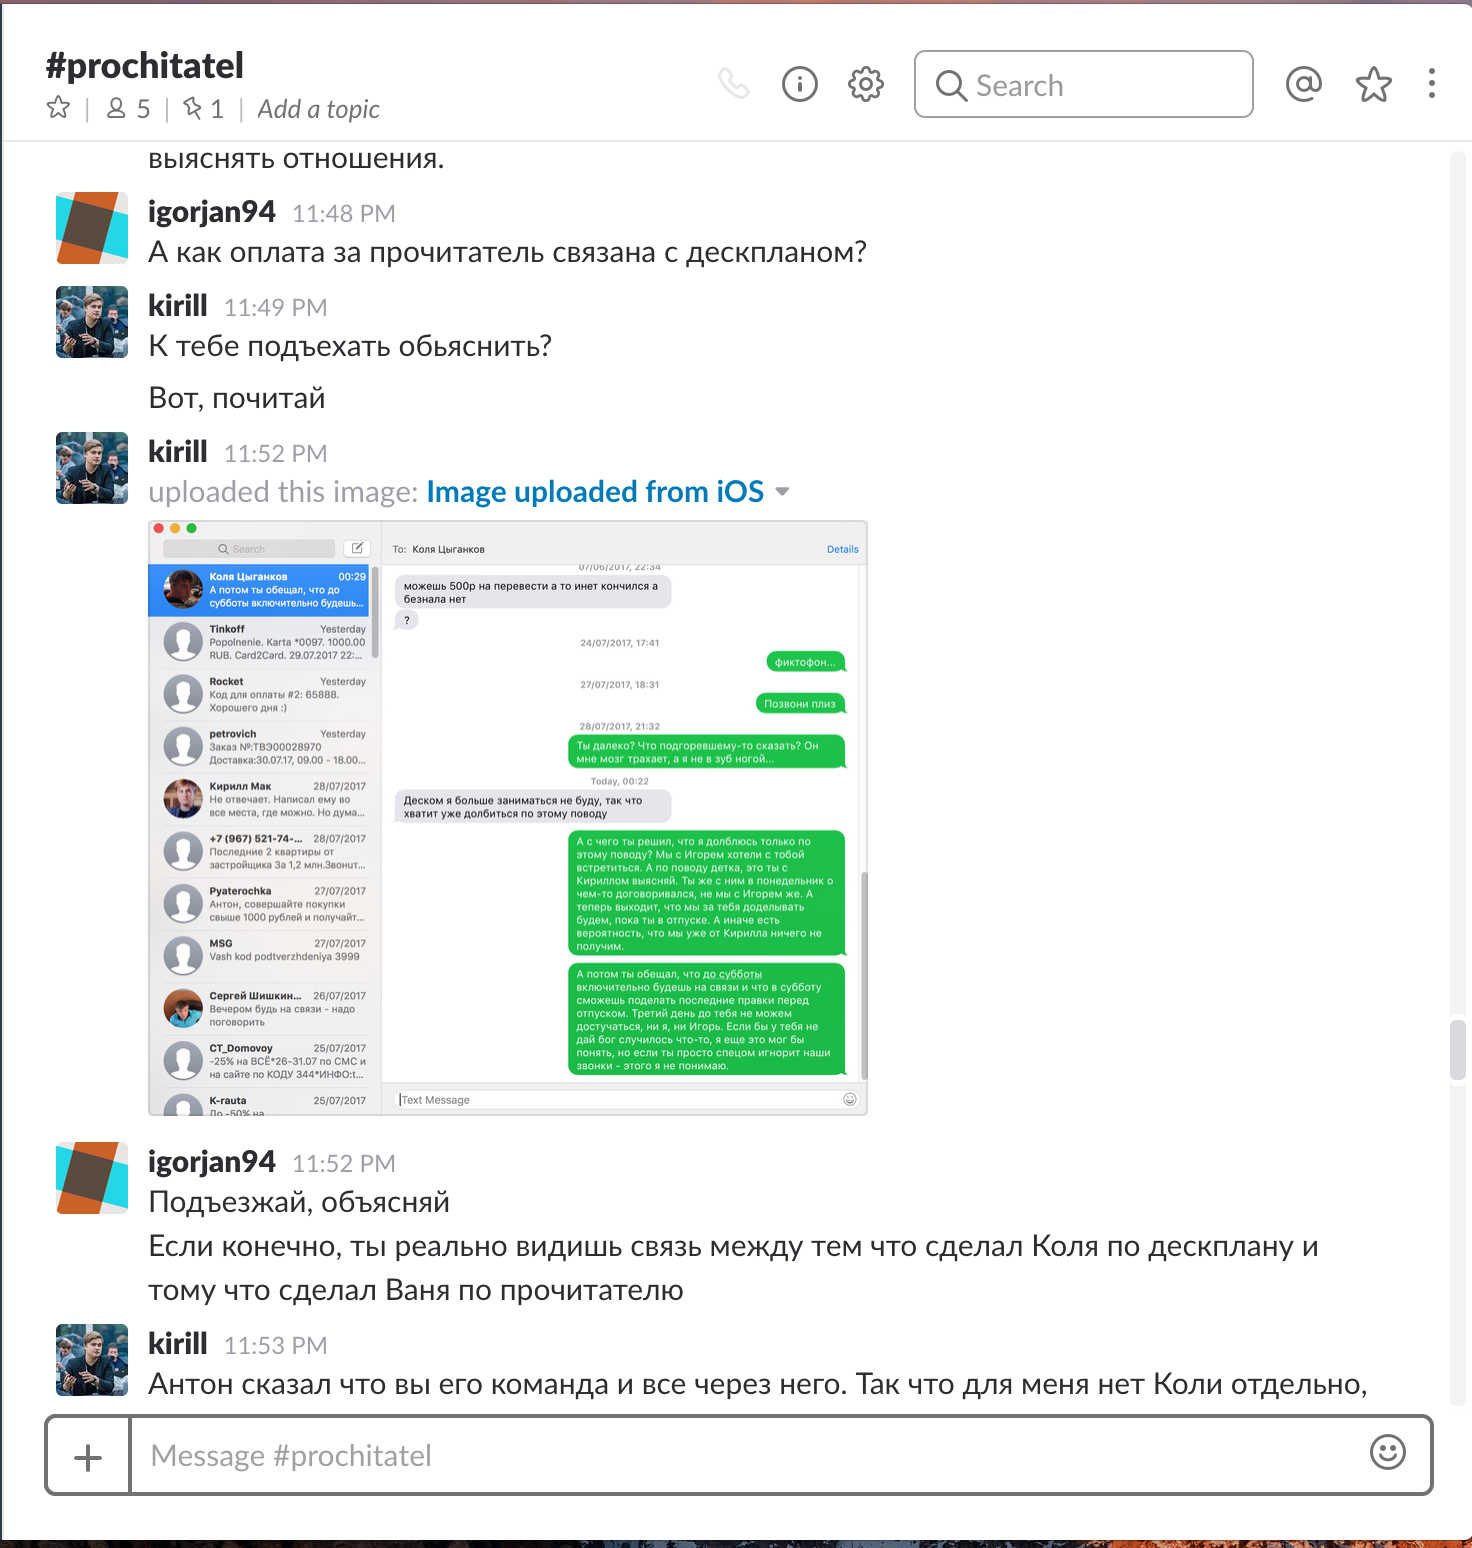 #prochitatel
5 | 1 | Add a topic
Search
выяснять отношения.
igorjan94 11:48 PM
А как оплата за прочитатель связана с дескпланом?
kirill 11:49 PM
К тебе подъехать обьяснить?
Вот, почитай
kirill 11:52 PM
uploaded this image: Image uploaded from iOS
Search
Коля Цыганков 00:29
А потом ты обещал, что до
субботы включительно будешь...
Tinkoff Yesterday
Popolnenie. Karta *0097. 1000.00
RUB. Card2Card. 29.07.2017 22:...
Rocket Yesterday
Код для оплаты #2: 65888.
Хорошего дня :)
petrovich Yesterday
Заказ №:ТВЭ00028970
Доставка:30.07.17, 09.00 - 18.00...
Кирилл Мак 28/07/2017
Не отвечает. Написал ему во
все места, где можно. Но дума...
+7 (967) 521-74-... 28/07/2017
Последние 2 квартиры от
застройщика За 1,2 млн.Звонит...
Pyaterochka 27/07/2017
Антон, совершайте покупки
свыше 1000 рублей и получайт...
MSG 27/07/2017
Vash kod podtverzhdeniya 3999
Сергей Шишкин... 26/07/2017
Вечером будь на связи - надо
поговорить
CT_Domovoy 25/07/2017
-25% на ВСЁ*26-31.07 по СМС и
на сайте по КОДУ 344*ИНФО:t...
K-rauta 25/07/2017
До -50% на
To: Коля Цыганков Details
07/06/2017, 22:34
можешь 500р на перевести а то инет кончился а
безнала нет
?
24/07/2017, 17:41
фиктофон...
27/07/2017, 18:31
Позвони плиз
28/07/2017, 21:32
Ты далеко? Что подгоревшему-то сказать? Он
мне мозг трахает, а я не в зуб ногой...
Today, 00:22
Деском я больше заниматься не буду, так что
хватит уже долбиться по этому поводу
А с чего ты решил, что я долблюсь только по
этому поводу? Мы с Игорем хотели с тобой
встретиться. А по поводу детка, это ты с
Кириллом выясняй. Ты же с ним в понедельник о
чем-то договаривался, не мы с Игорем же. А
теперь выходит, что мы за тебя доделывать
будем, пока ты в отпуске. А иначе есть
вероятность, что мы уже от Кирилла ничего не
получим.
А потом ты обещал, что до субботы
включительно будешь на связи и что в субботу
сможешь поделать последние правки перед
отпуском. Третий день до тебя не можем
достучаться, ни я, ни Игорь. Если бы у тебя не
дай бог случилось что-то, я еще это мог бы
понять, но если ты просто спецом игнорит наши
звонки - этого я не понимаю.
Text Message
igorjan94 11:52 PM
Подъезжай, объясняй
Если конечно, ты реально видишь связь между тем что сделал Коля по дескплану и
тому что сделал Ваня по прочитателю
kirill 11:53 PM
Антон сказал что вы его команда и все через него. Так что для меня нет Коли отдельно,
Message #prochitatel